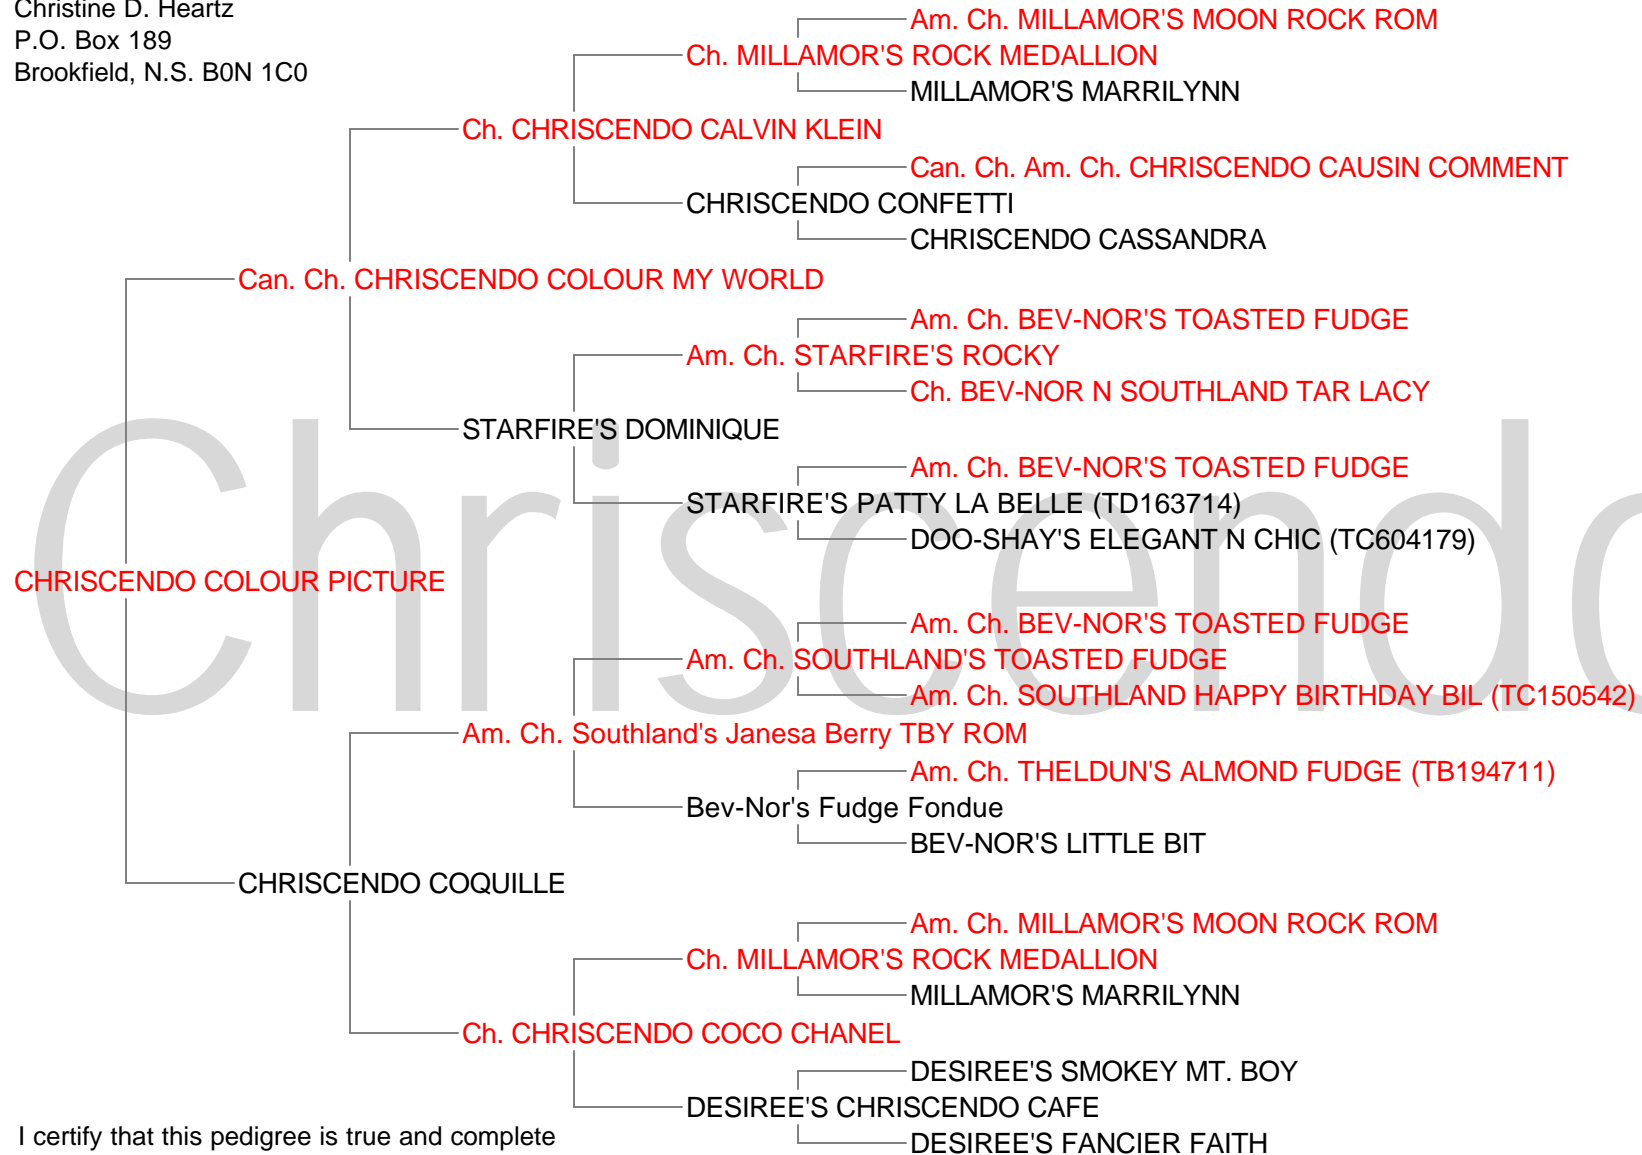 Christine D. Heartz
P.O. Box 189
Brookfield, N.S. B0N 1C0
Am. Ch. MILLAMOR'S MOON ROCK ROM
Ch. MILLAMOR'S ROCK MEDALLION
MILLAMOR'S MARRILYNN
Ch. CHRISCENDO CALVIN KLEIN
Can. Ch. Am. Ch. CHRISCENDO CAUSIN COMMENT
CHRISCENDO CONFETTI
CHRISCENDO CASSANDRA
Can. Ch. CHRISCENDO COLOUR MY WORLD
Am. Ch. BEV-NOR'S TOASTED FUDGE
Am. Ch. STARFIRE'S ROCKY
Ch. BEV-NOR N SOUTHLAND TAR LACY
STARFIRE'S DOMINIQUE
Am. Ch. BEV-NOR'S TOASTED FUDGE
STARFIRE'S PATTY LA BELLE (TD163714)
DOO-SHAY'S ELEGANT N CHIC (TC604179)
Chriscendo
CHRISCENDO COLOUR PICTURE
Am. Ch. BEV-NOR'S TOASTED FUDGE
Am. Ch. SOUTHLAND'S TOASTED FUDGE
Am. Ch. SOUTHLAND HAPPY BIRTHDAY BIL (TC150542)
Am. Ch. Southland's Janesa Berry TBY ROM
Am. Ch. THELDUN'S ALMOND FUDGE (TB194711)
Bev-Nor's Fudge Fondue
BEV-NOR'S LITTLE BIT
CHRISCENDO COQUILLE
Am. Ch. MILLAMOR'S MOON ROCK ROM
Ch. MILLAMOR'S ROCK MEDALLION
MILLAMOR'S MARRILYNN
Ch. CHRISCENDO COCO CHANEL
DESIREE'S SMOKEY MT. BOY
DESIREE'S CHRISCENDO CAFE
DESIREE'S FANCIER FAITH
I certify that this pedigree is true and complete